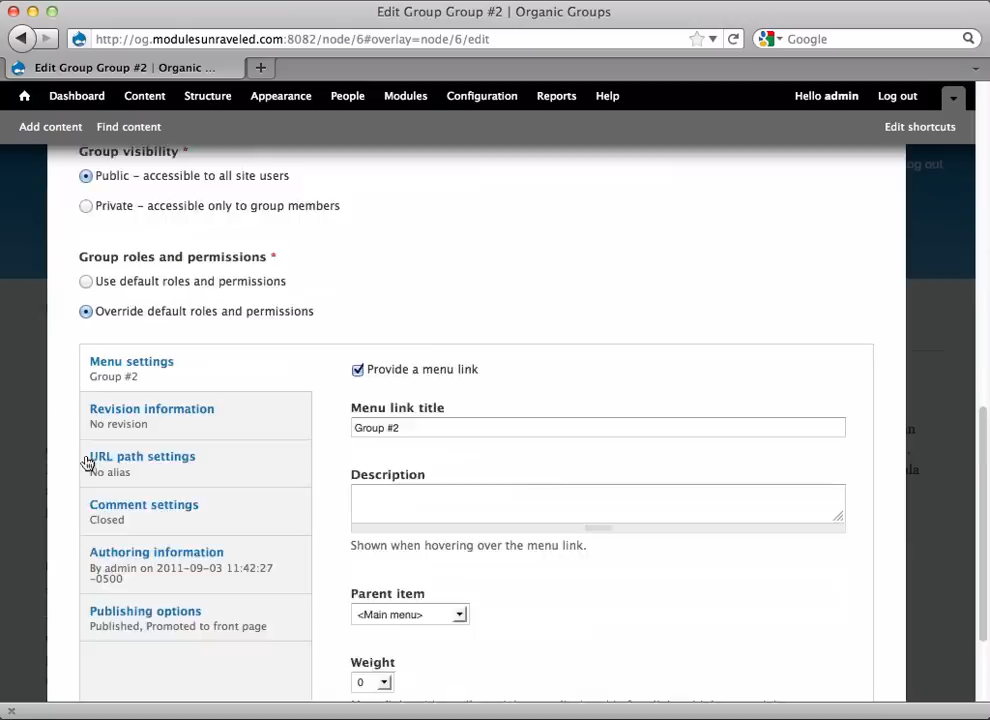 Edit Group Group #2 | Organic Groups
http://og.modulesunraveled.com:8082/node/6#overlay=node/6/edit
Google
Edit Group Group #2 | Organic ...
Dashboard Content Structure Appearance People Modules Configuration Reports Help Hello admin Log out
Add content Find content Edit shortcuts
Group visibility *
Public – accessible to all site users
Private – accessible only to group members
Group roles and permissions *
Use default roles and permissions
Override default roles and permissions
Menu settings
Group #2
Revision information
No revision
URL path settings
No alias
Comment settings
Closed
Authoring information
By admin on 2011-09-03 11:42:27
-0500
Publishing options
Published, Promoted to front page
Provide a menu link
Menu link title
Group #2
Description
Shown when hovering over the menu link.
Parent item
<Main menu>
Weight
0